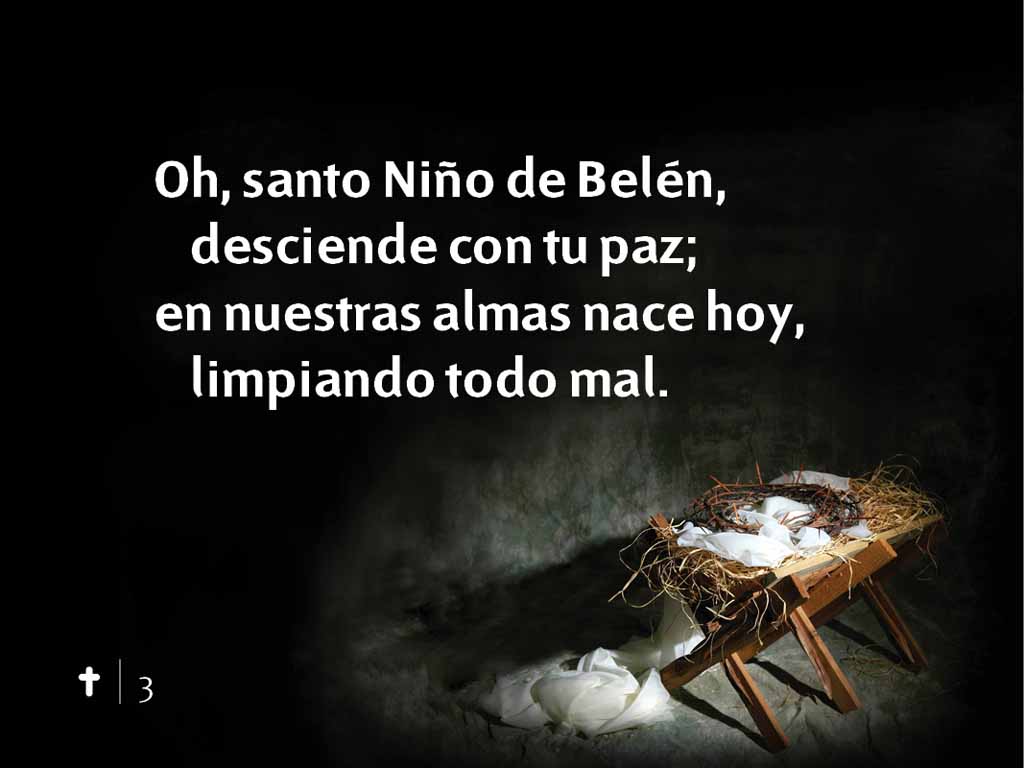 Oh, santo Niño de Belén,
desciende con tu paz;
en nuestras almas nace hoy,
limpiando todo mal.
3